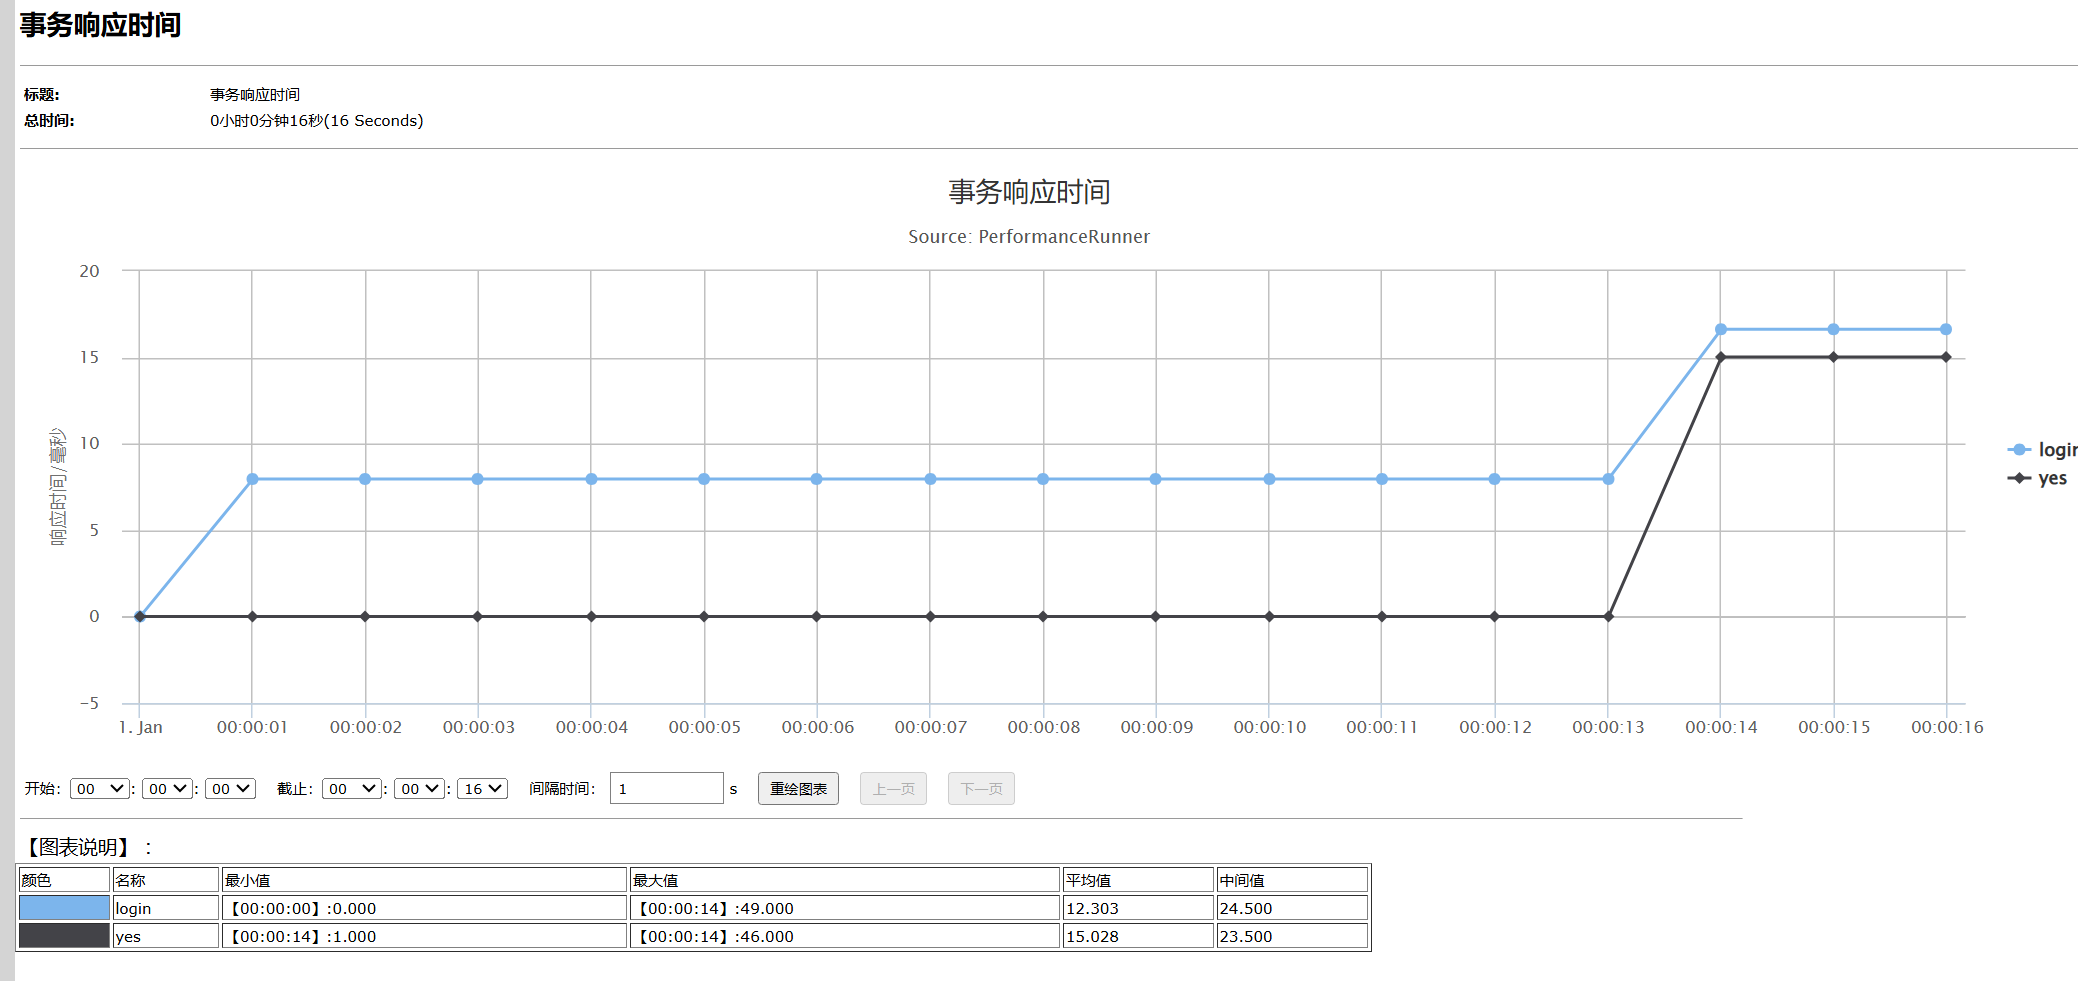 事务响应时间
标题: 事务响应时间
总时间: 0小时0分钟16秒(16 Seconds)
事务响应时间
Source: PerformanceRunner
响应时间/毫秒
20
15
10
5
0
-5
1. Jan 00:00:01 00:00:02 00:00:03 00:00:04 00:00:05 00:00:06 00:00:07 00:00:08 00:00:09 00:00:10 00:00:11 00:00:12 00:00:13 00:00:14 00:00:15 00:00:16
login
yes
开始: 00 : 00 : 00 截止: 00 : 00 : 16 间隔时间: 1 s 重绘图表 上一页 下一页
【图表说明】：
颜色 名称 最小值 最大值 平均值 中间值
login 【00:00:00】:0.000 【00:00:14】:49.000 12.303 24.500
yes 【00:00:14】:1.000 【00:00:14】:46.000 15.028 23.500